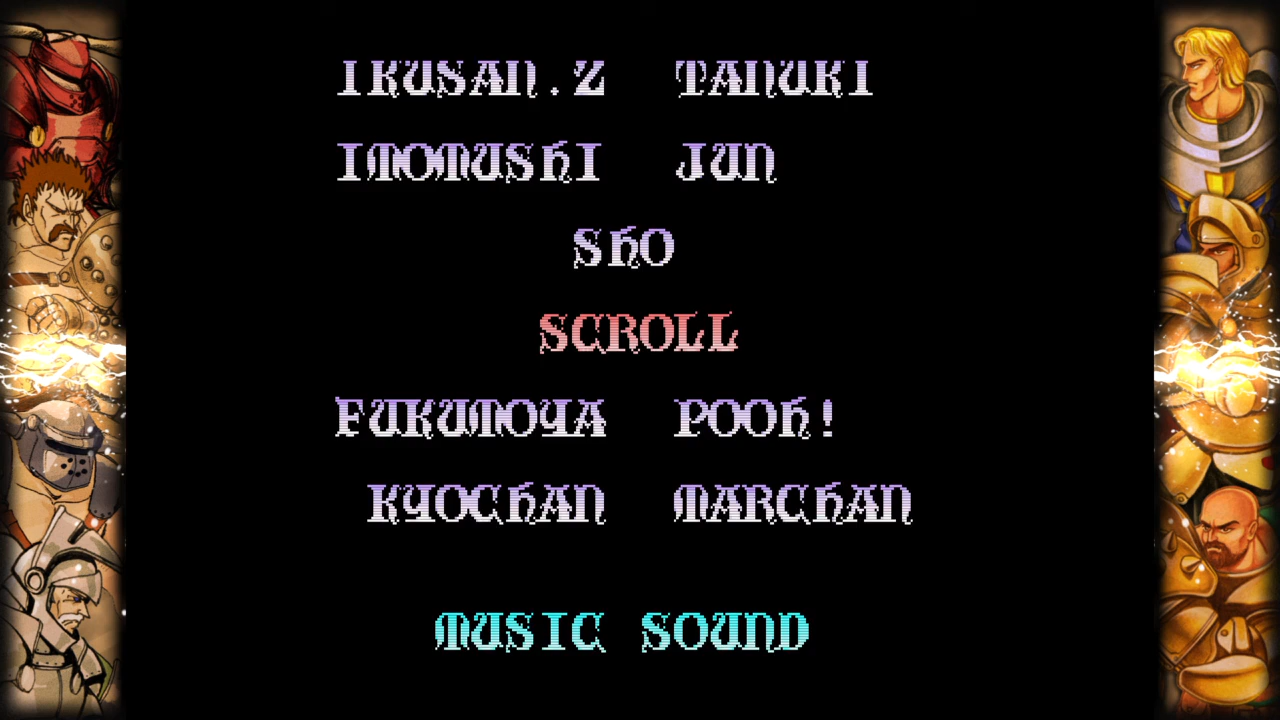 IKUSAN.Z TANUKI
IMOMUSHI JUN
SHO
SCROLL
FUKUMOYA POOH!
KYOCHAN MARCHAN
MUSIC SOUND